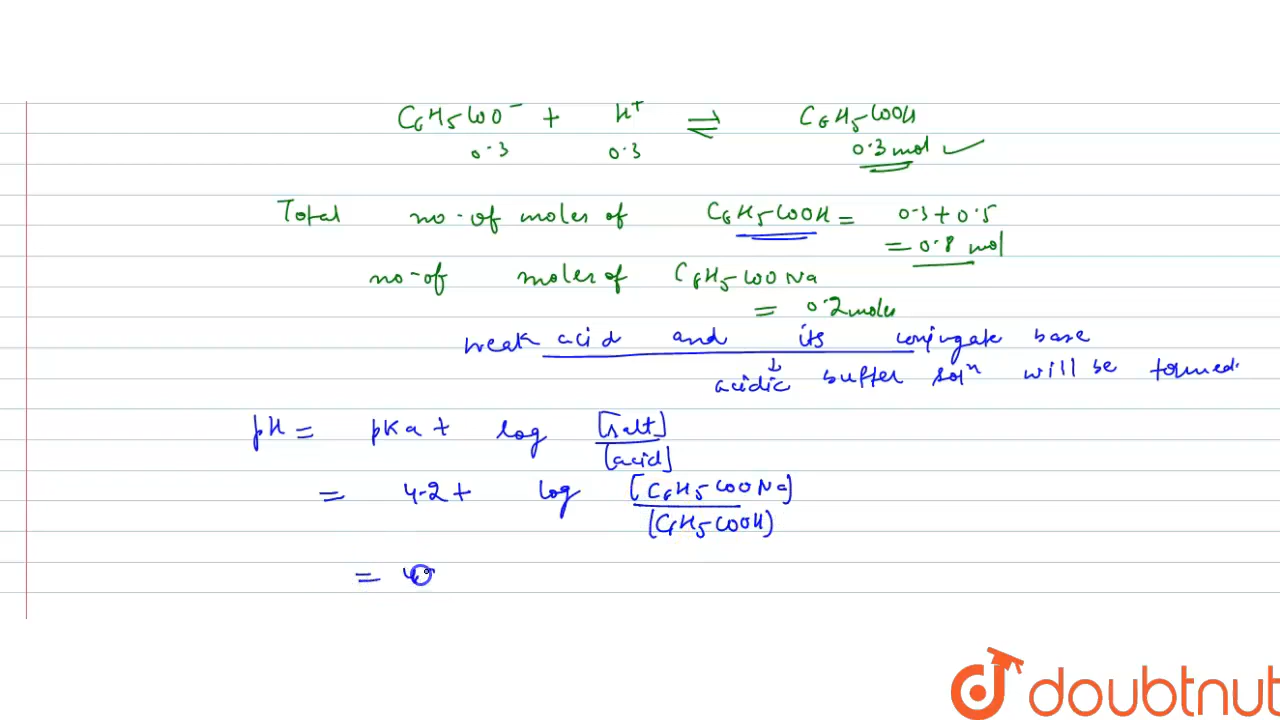 C6H5COO⁻ + H⁺ ⇌ C6H5COOH
0.3 0.3 0.3 mol ✓
Total no-of moles of C6H5COOH = 0.3 + 0.5
= 0.8 mol
no-of moles of C6H5COONa
= 0.2 moles
weak acid and its conjugate base
↓
acidic buffer solⁿ will be formed.
pH = pKa + log [salt]
[acid]
= 4.2 + log [C6H5COONa]
[C6H5COOH]
= 4
doubtnut